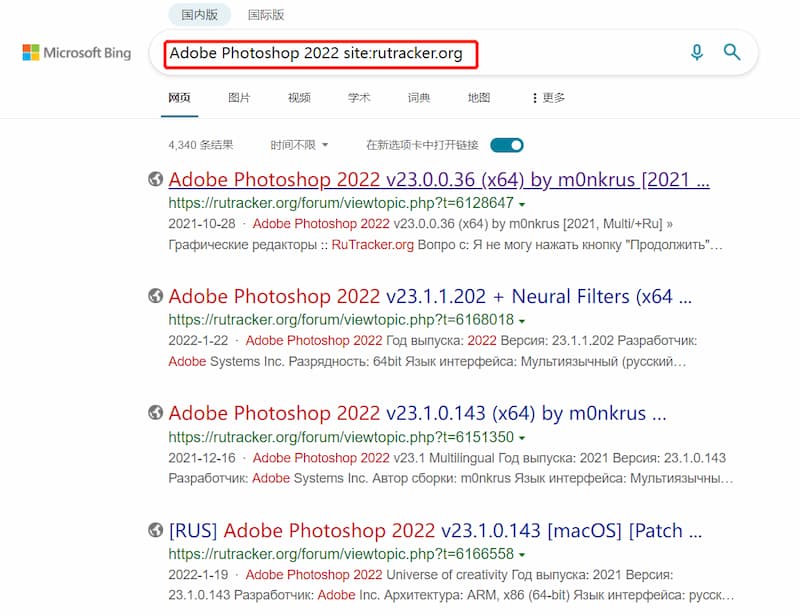 国内版 国际版
Microsoft Bing
Adobe Photoshop 2022 site:rutracker.org
网页 图片 视频 学术 词典 地图 更多
4,340 条结果 时间不限 在新选项卡中打开链接
Adobe Photoshop 2022 v23.0.0.36 (x64) by m0nkrus [2021 ...
https://rutracker.org/forum/viewtopic.php?t=6128647
2021-10-28 · Adobe Photoshop 2022 v23.0.0.36 (x64) by m0nkrus [2021, Multi/+Ru] »
Графические редакторы :: RuTracker.org Вопро с: Я не могу нажать кнопку "Продолжить"…
Adobe Photoshop 2022 v23.1.1.202 + Neural Filters (x64 ...
https://rutracker.org/forum/viewtopic.php?t=6168018
2022-1-22 · Adobe Photoshop 2022 Год выпуска: 2022 Версия: 23.1.1.202 Разработчик:
Adobe Systems Inc. Разрядность: 64bit Язык интерфейса: Мультиязычный (русский…
Adobe Photoshop 2022 v23.1.0.143 (x64) by m0nkrus ...
https://rutracker.org/forum/viewtopic.php?t=6151350
2021-12-16 · Adobe Photoshop 2022 v23.1 Multilingual Год выпуска: 2021 Версия: 23.1.0.143
Разработчик: Adobe Systems Inc. Автор сборки: m0nkrus Язык интерфейса: Мультиязычны…
[RUS] Adobe Photoshop 2022 v23.1.0.143 [macOS] [Patch ...
https://rutracker.org/forum/viewtopic.php?t=6166558
2022-1-19 · Adobe Photoshop 2022 Universe of creativity Год выпуска: 2021 Версия:
23.1.0.143 Разработчик: Adobe Inc. Архитектура: ARM, x86 (64-bit) Язык интерфейса: русск…